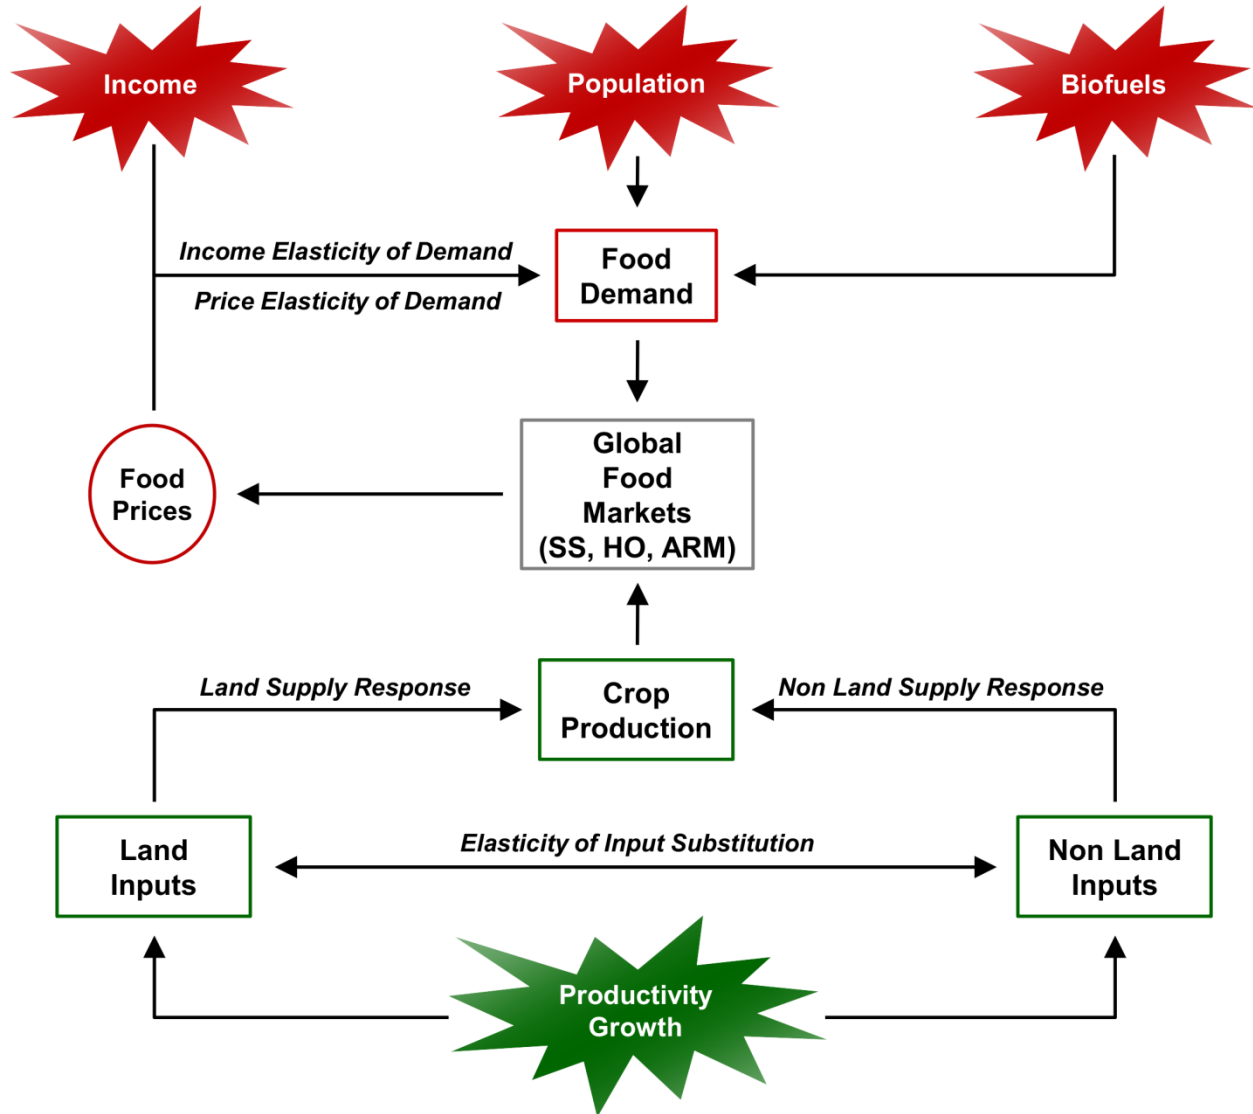 Income
Population
Biofuels
Income Elasticity of Demand
Price Elasticity of Demand
Food
Demand
Global
Food
Markets
(SS, HO, ARM)
Food
Prices
Land Supply Response
Crop
Production
Non Land Supply Response
Land
Inputs
Elasticity of Input Substitution
Non Land
Inputs
Productivity
Growth